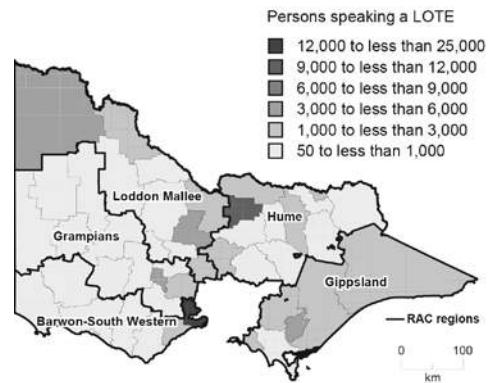 Persons speaking a LOTE
12,000 to less than 25,000
9,000 to less than 12,000
6,000 to less than 9,000
3,000 to less than 6,000
1,000 to less than 3,000
50 to less than 1,000
Loddon Mallee
Hume
Grampians
Gippsland
Barwon-South Western
RAC regions
0 100
km